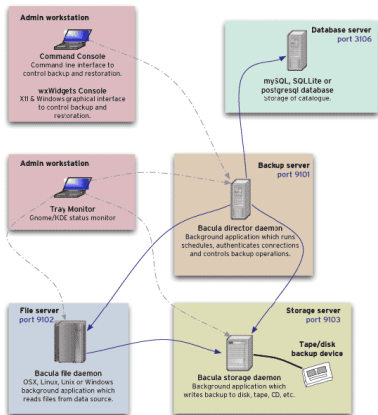 Admin workstation
Command Console
Command line interface to
control backup and restoration.
wxWidgets Console
X11 & Windows graphical interface
to control backup and
restoration.
Database server
port 3106
mySQL, SQLLite or
postgresql database
Storage of catalogue.
Admin workstation
Tray Monitor
Gnome/KDE status monitor
Backup server
port 9101
Bacula director daemon
Background application which runs
schedules, authenticates connections
and controls backup operations.
File server
port 9102
Bacula file daemon
OSX, Linux, Unix or Windows
background application which
reads files from data source.
Storage server
port 9103
Tape/disk
backup device
Bacula storage daemon
Background application which
writes backup to disk, tape, CD, etc.